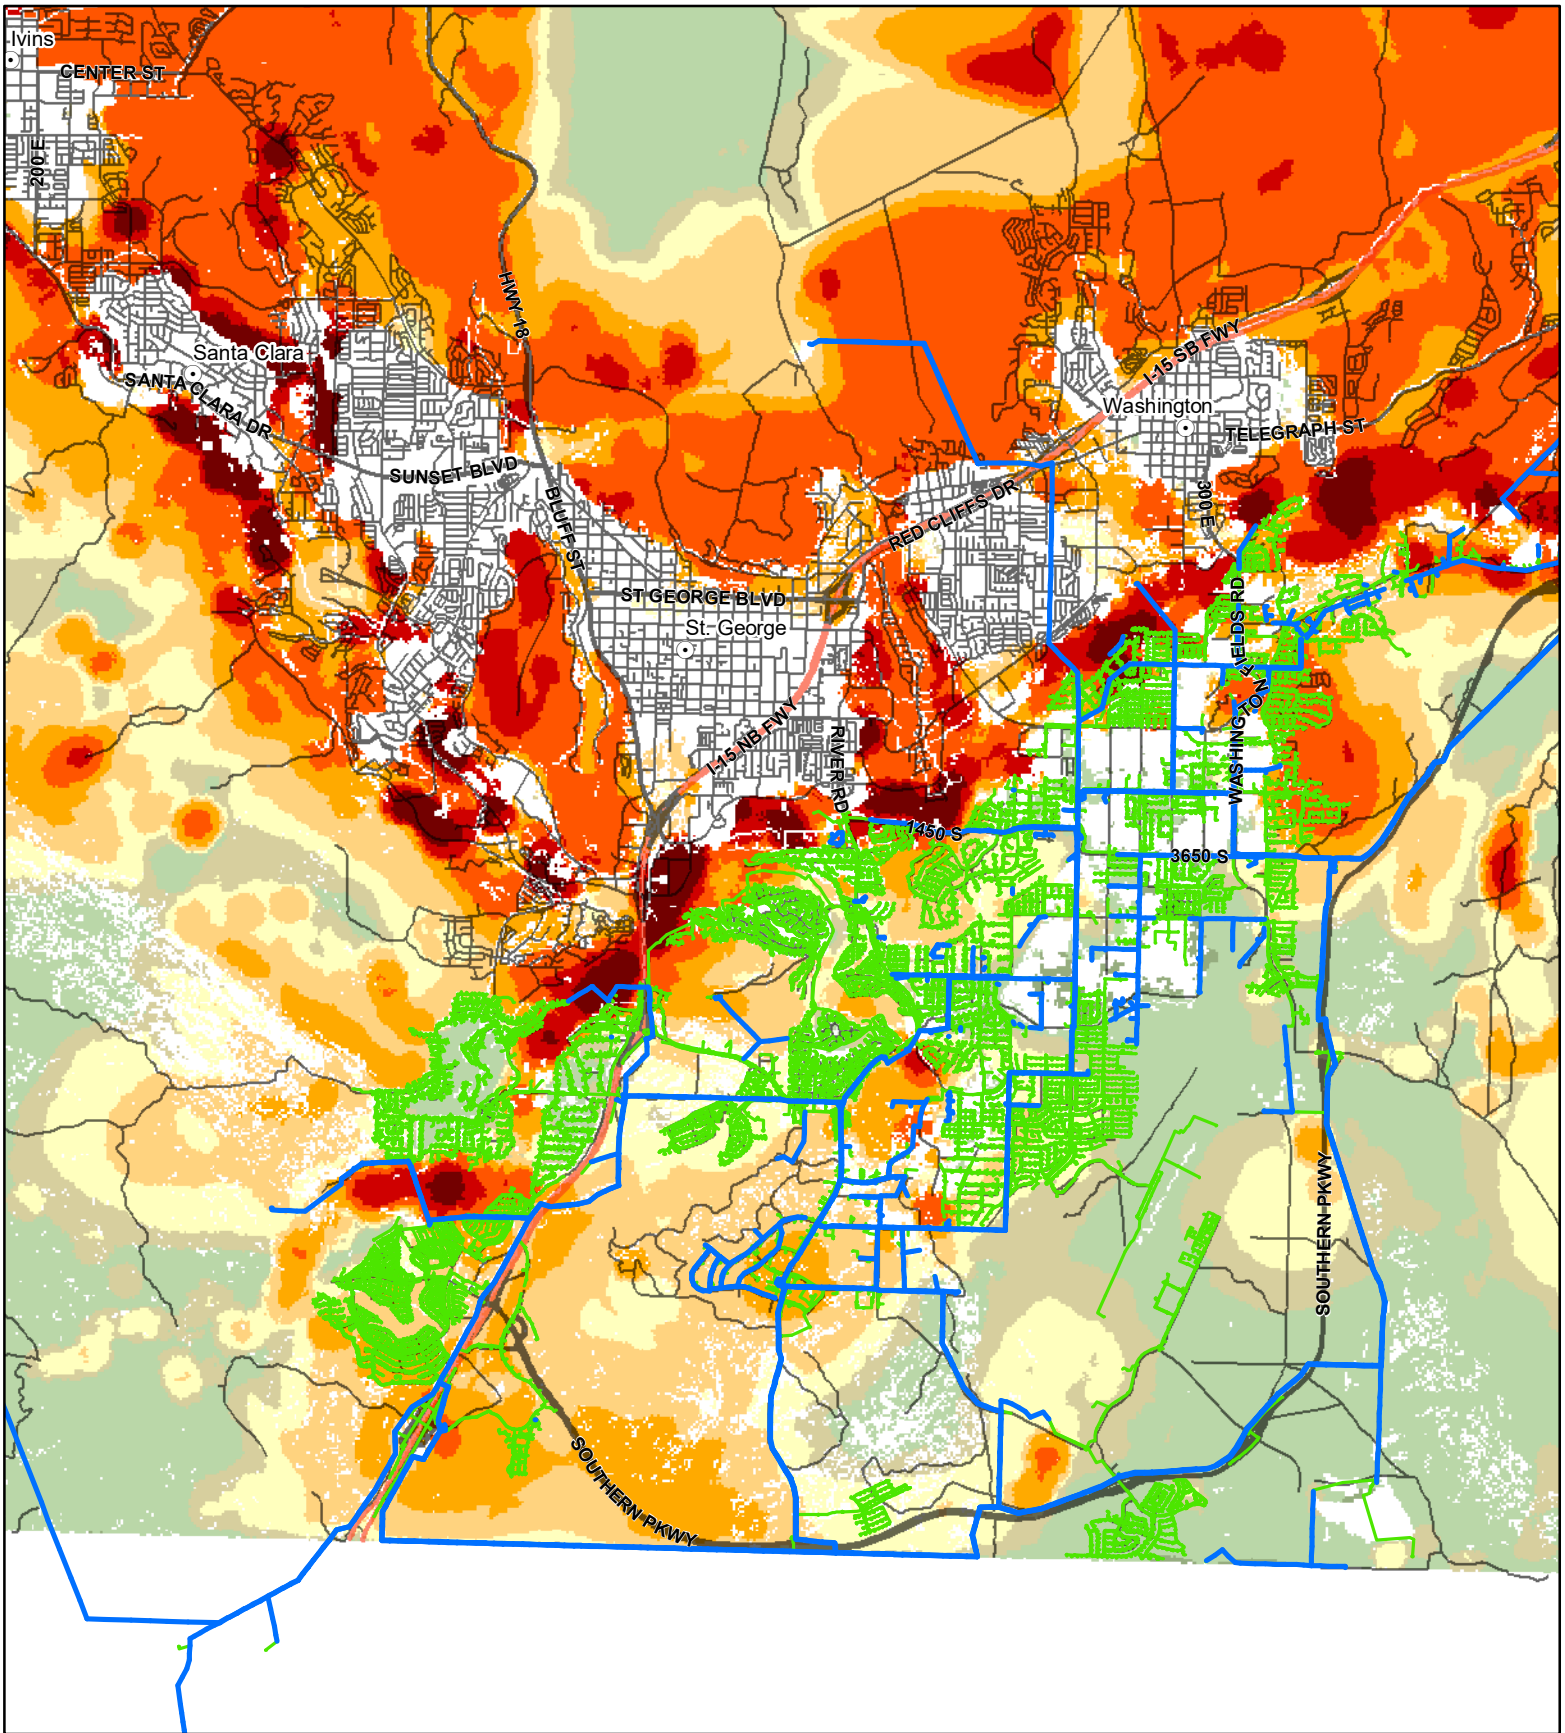 Ivins
CENTER ST
200 E
HWY 18
I-15 SB FWY
Santa Clara
SANTA CLARA DR
Washington
TELEGRAPH ST
SUNSET BLVD
BLUFF ST
RED CLIFFS DR
300 E
ST GEORGE BLVD
St. George
WASHINGTON FIELDS RD
I-15 NB FWY
RIVER RD
1450 S
3650 S
SOUTHERN PKWY
SOUTHERN PKWY